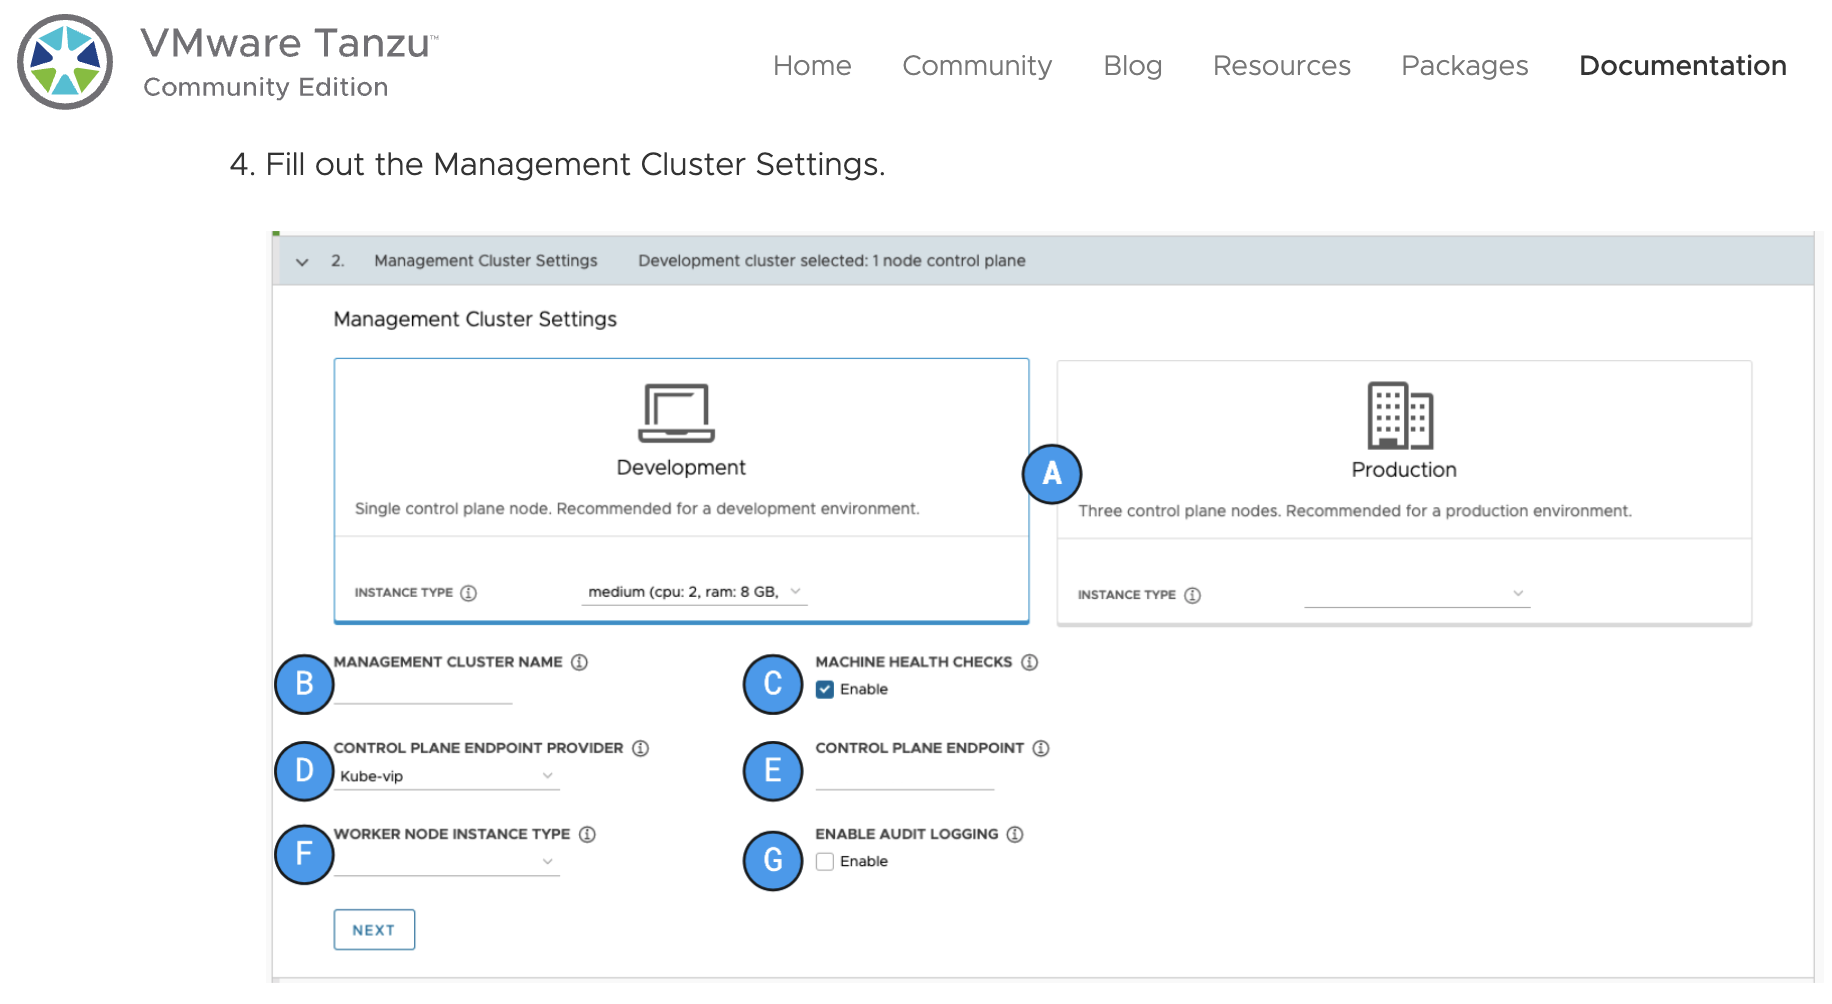 VMware Tanzu™
Community Edition
Home Community Blog Resources Packages Documentation
4. Fill out the Management Cluster Settings.
2. Management Cluster Settings Development cluster selected: 1 node control plane
Management Cluster Settings
Development
Single control plane node. Recommended for a development environment.
INSTANCE TYPE
medium (cpu: 2, ram: 8 GB,
A
Production
Three control plane nodes. Recommended for a production environment.
INSTANCE TYPE
B
MANAGEMENT CLUSTER NAME
C
MACHINE HEALTH CHECKS
Enable
D
CONTROL PLANE ENDPOINT PROVIDER
Kube-vip
E
CONTROL PLANE ENDPOINT
F
WORKER NODE INSTANCE TYPE
G
ENABLE AUDIT LOGGING
Enable
NEXT